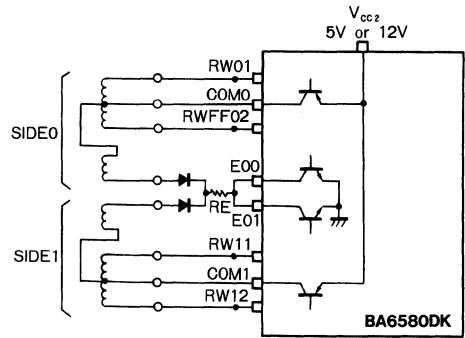 VCC2
5V or 12V
RW01
COM0
RWFF02
SIDE0
E00
RE
E01
SIDE1
RW11
COM1
RW12
BA6580DK